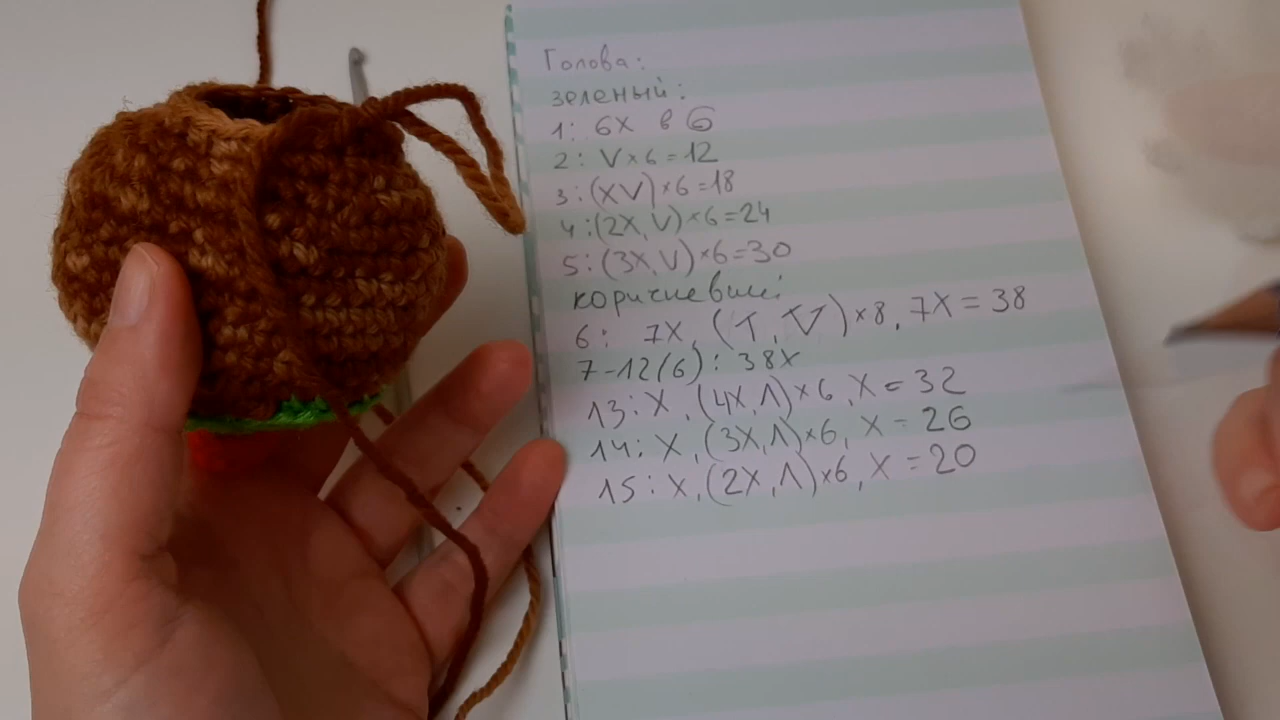 Голова:
зеленый:
1: 6X в 6
2: V×6=12
3:(XV)×6=18
4:(2X,V)×6=24
5:(3X,V)×6=30
коричневый:
6: 7X, (T, TV)×8, 7X=38
7-12(6): 38X
13: X,(4X,Λ)×6,X=32
14: X,(3X,Λ)×6, X=26
15: X,(2X,Λ)×6,X=20